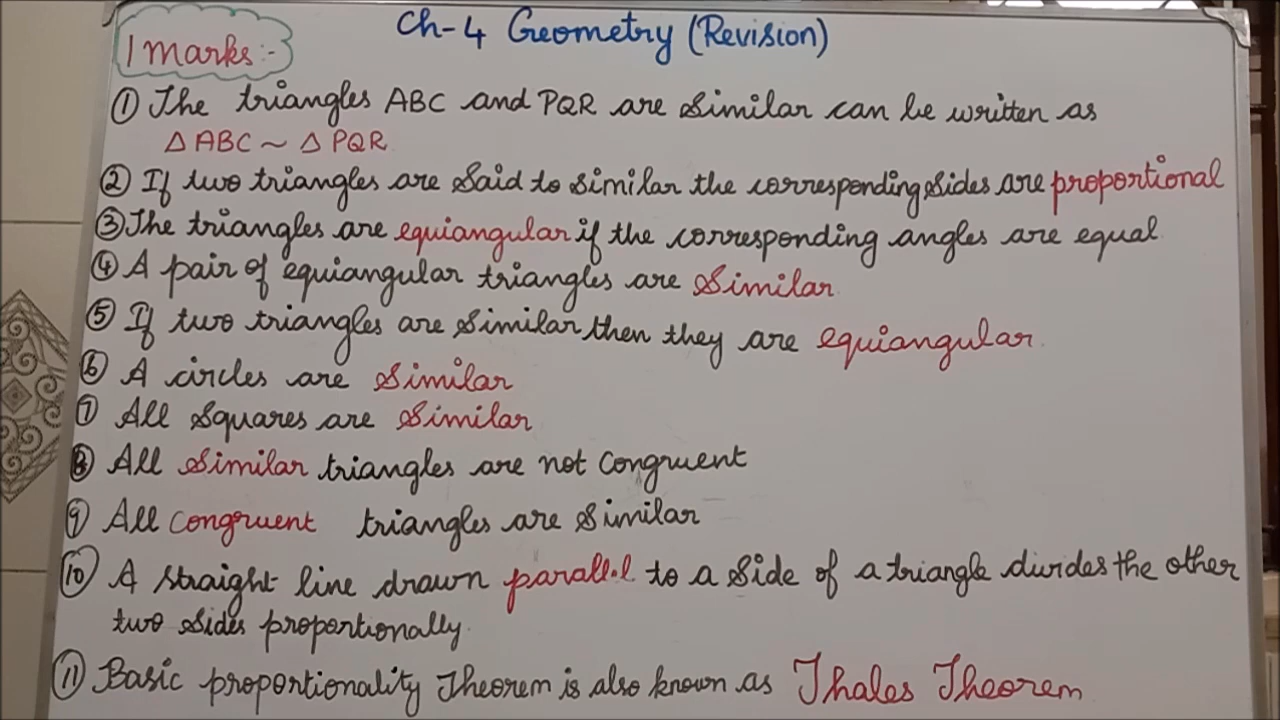 Ch-4 Geometry (Revision)
1 Marks:-
① The triangles ABC and PQR are Similar can be written as
△ ABC ~ △ PQR
② If two triangles are Said to Similar the corresponding Sides are proportional
③ The triangles are equiangular if the corresponding angles are equal
④ A pair of equiangular triangles are Similar
⑤ If two triangles are Similar then they are equiangular.
⑥ A circles are Similar
⑦ All Squares are Similar
⑧ All Similar triangles are not Congruent
⑨ All Congruent triangles are Similar
⑩ A Straight line drawn parallel to a Side of a triangle divides the other
two Sides proportionally
⑪ Basic proportionality Theorem is also known as Thales Theorem